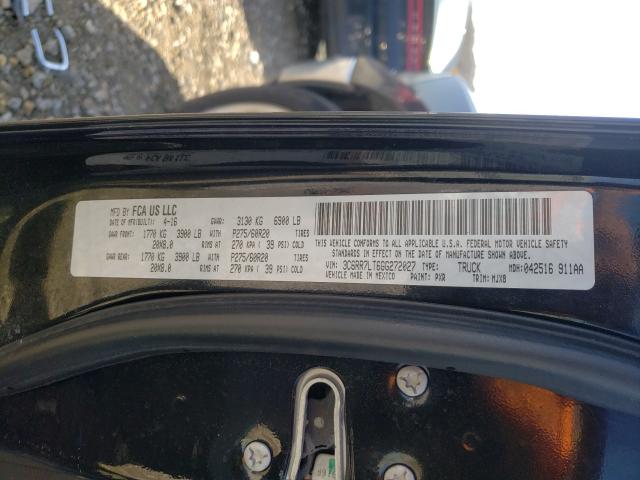 MFD BY FCA US LLC
DATE OF MFR(BUILT): 4-16 GVWR: 3130 KG 6900 LB
GAWR FRONT: 1770 KG 3900 LB WITH P275/60R20 TIRES
20X8.0 RIMS AT 270 KPA ( 39 PSI) COLD
GAWR REAR: 1770 KG 3900 LB WITH P275/60R20 TIRES
20X8.0 RIMS AT 270 KPA ( 39 PSI) COLD
THIS VEHICLE CONFORMS TO ALL APPLICABLE U.S.A. FEDERAL MOTOR VEHICLE SAFETY
STANDARDS IN EFFECT ON THE DATE OF MANUFACTURE SHOWN ABOVE.
VIN: 3C6RR7LT6GG272027 TYPE: TRUCK MDH: 042516 911AA
VEHICLE MADE IN MEXICO PAINT: PXR TRIM: MJX8